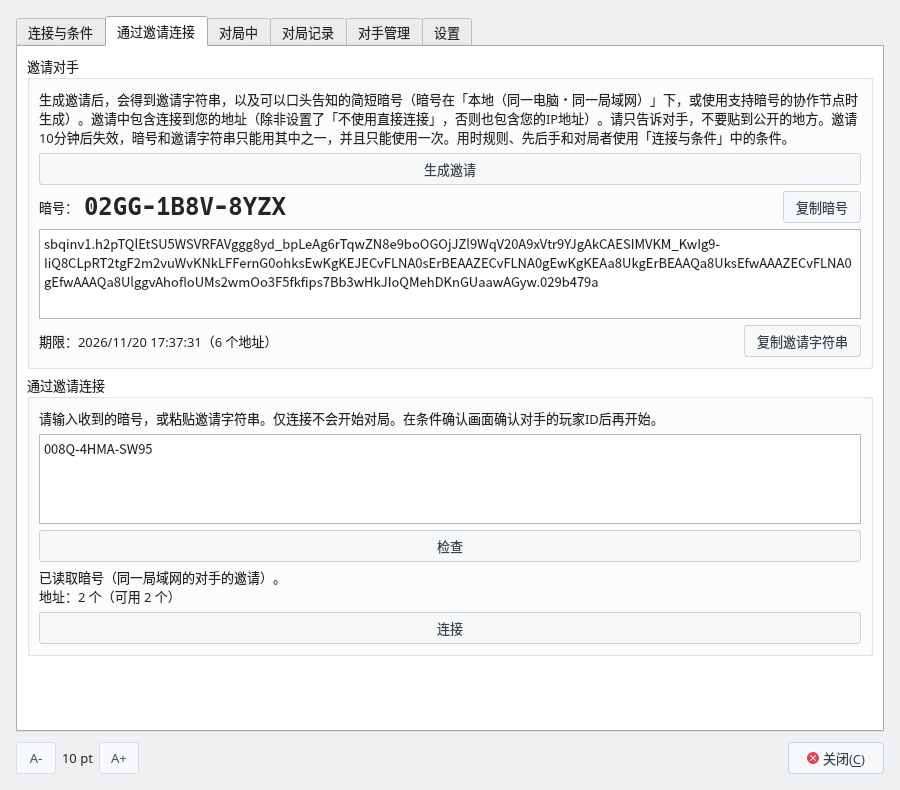 连接与条件 通过邀请连接 对局中 对局记录 对手管理 设置
邀请对手
生成邀请后，会得到邀请字符串，以及可以口头告知的简短暗号（暗号在「本地（同一电脑・同一局域网）」下，或使用支持暗号的协作节点时
生成）。邀请中包含连接到您的地址（除非设置了「不使用直接连接」，否则也包含您的IP地址）。请只告诉对手，不要贴到公开的地方。邀请
10分钟后失效，暗号和邀请字符串只能用其中之一，并且只能使用一次。用时规则、先后手和对局者使用「连接与条件」中的条件。
生成邀请
暗号： 02GG-1B8V-8YZX 复制暗号
sbqinv1.h2pTQlEtSU5WSVRFAVggg8yd_bpLeAg6rTqwZN8e9boOGOjJZl9WqV20A9xVtr9YJgAkCAESIMVKM_KwIg9-
IiQ8CLpRT2tgF2m2vuWvKNkLFFernG0ohksEwKgKEJECvFLNA0sErBEAAZECvFLNA0gEwKgKEAa8UkgErBEAAQa8UksEfwAAAZECvFLNA0
gEfwAAAQa8UlggvAhofloUMs2wmOo3F5fkfips7Bb3wHkJIoQMehDKnGUaawAGyw.029b479a
期限：2026/11/20 17:37:31（6 个地址） 复制邀请字符串
通过邀请连接
请输入收到的暗号，或粘贴邀请字符串。仅连接不会开始对局。在条件确认画面确认对手的玩家ID后再开始。
008Q-4HMA-SW95
检查
已读取暗号（同一局域网的对手的邀请）。
地址：2 个（可用 2 个）
连接
A- 10 pt A+ 关闭(C)